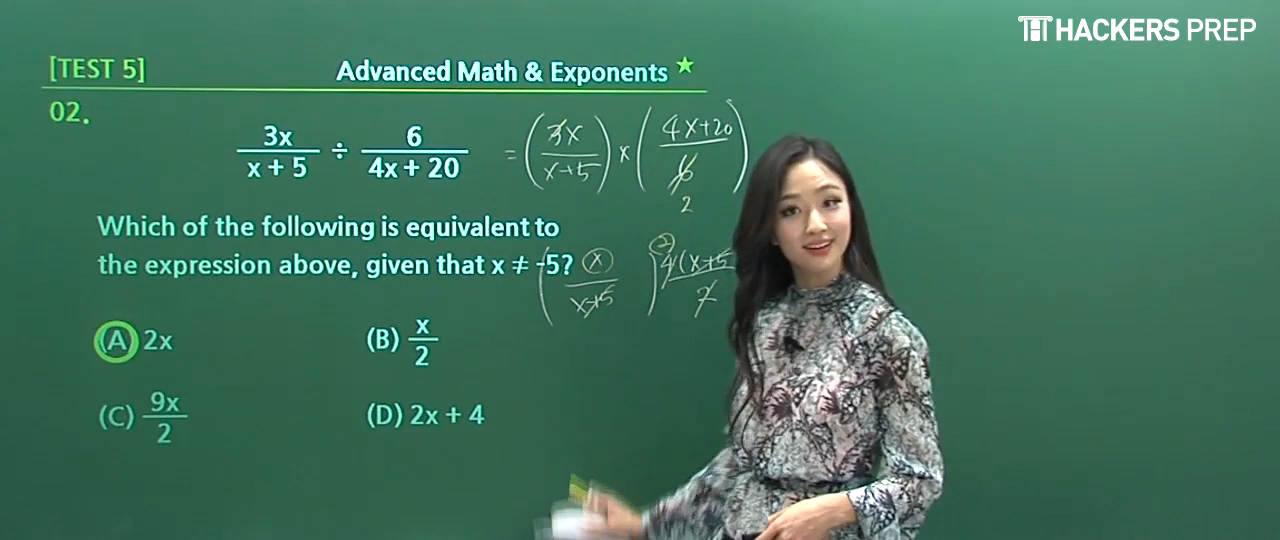 HACKERS PREP
[TEST 5] Advanced Math & Exponents ★
02.
3x / x + 5 ÷ 6 / 4x + 20 = (3x / x+5) × (4x+20 / 6)
2
Which of the following is equivalent to
the expression above, given that x ≠ -5?
(x / x+5) 2 4(x+5 / 2
(A) 2x (B) x / 2
(C) 9x / 2 (D) 2x + 4